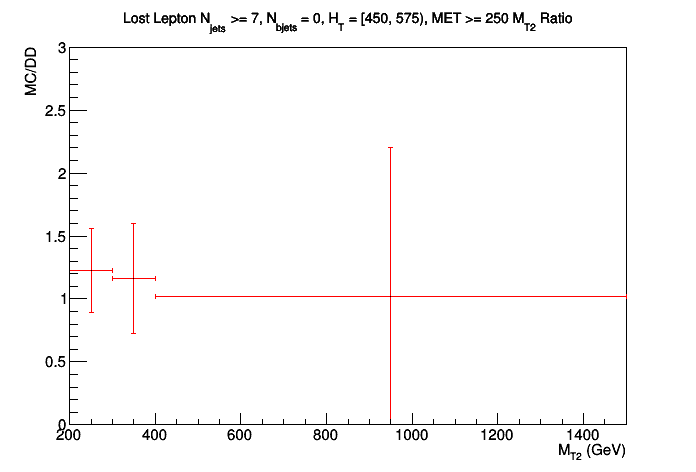 Lost Lepton N_jets >= 7, N_bjets = 0, H_T = [450, 575), MET >= 250 M_T2 Ratio
MC/DD
3
2.5
2
1.5
1
0.5
0
200 400 600 800 1000 1200 1400
M_T2 (GeV)